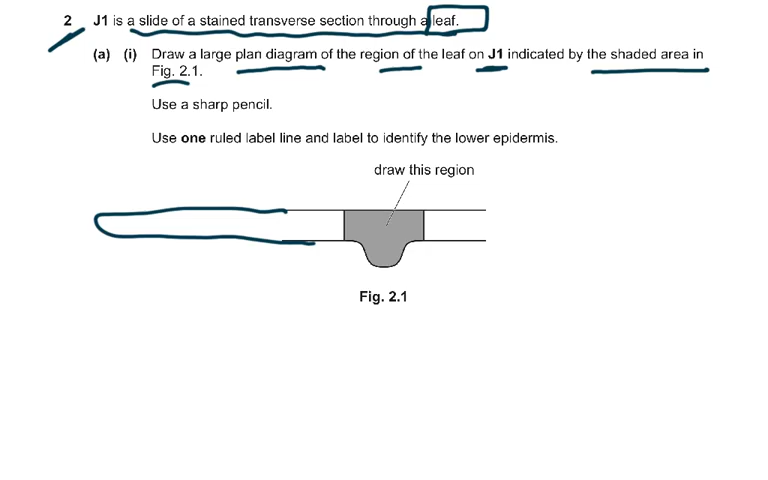 2 J1 is a slide of a stained transverse section through a leaf.
(a) (i) Draw a large plan diagram of the region of the leaf on J1 indicated by the shaded area in
Fig. 2.1.
Use a sharp pencil.
Use one ruled label line and label to identify the lower epidermis.
draw this region
Fig. 2.1